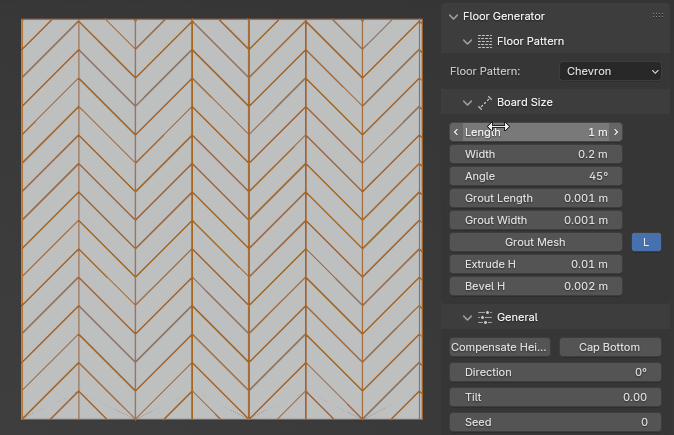 Floor Generator
Floor Pattern
Floor Pattern: Chevron
Board Size
Length 1 m
Width 0.2 m
Angle 45°
Grout Length 0.001 m
Grout Width 0.001 m
Grout Mesh L
Extrude H 0.01 m
Bevel H 0.002 m
General
Compensate Hei... Cap Bottom
Direction 0°
Tilt 0.00
Seed 0